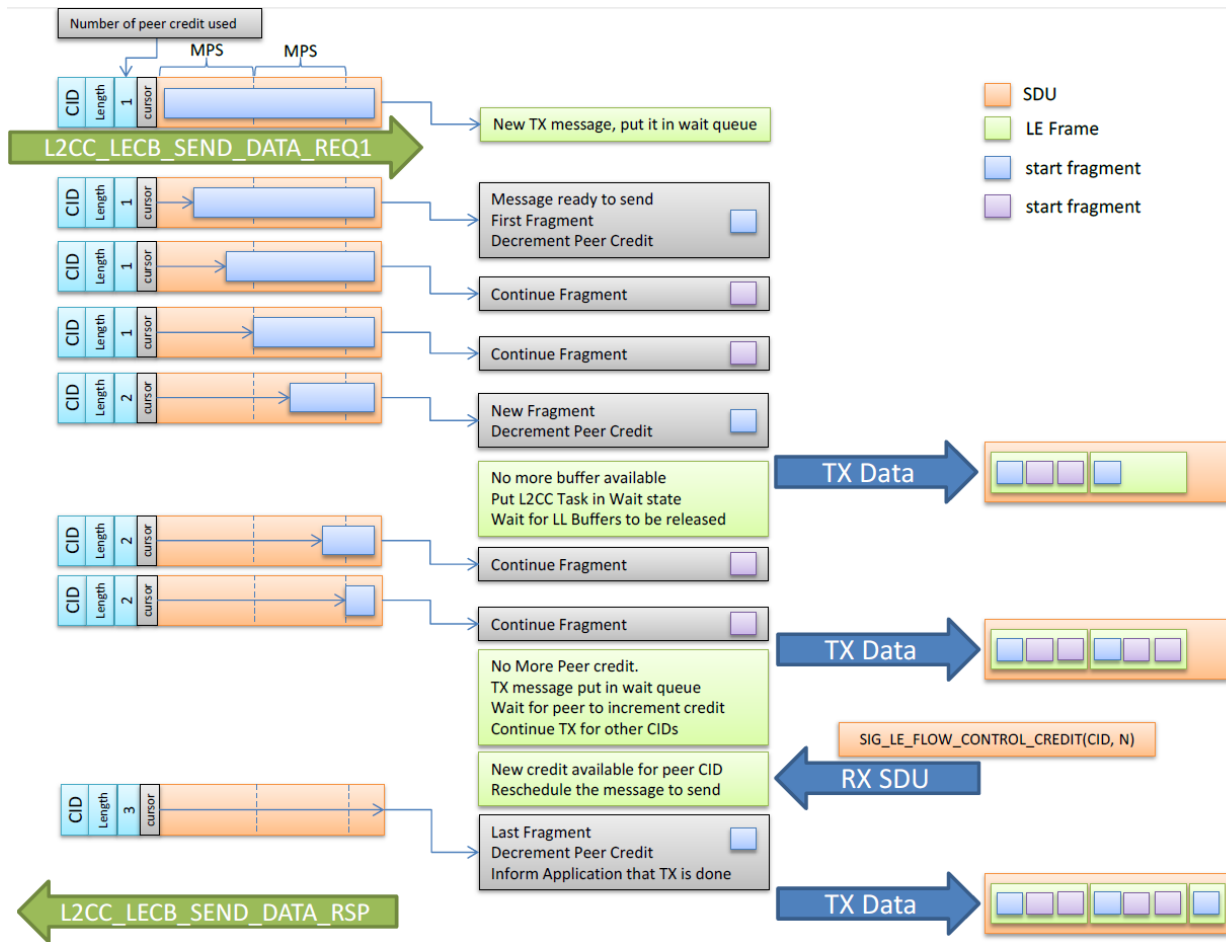 Number of peer credit used
MPS
MPS
CID
Length
1
cursor
New TX message, put it in wait queue
SDU
LE Frame
start fragment
start fragment
L2CC_LECB_SEND_DATA_REQ1
CID
Length
1
cursor
Message ready to send
First Fragment
Decrement Peer Credit
CID
Length
1
cursor
Continue Fragment
CID
Length
1
cursor
Continue Fragment
CID
Length
2
cursor
New Fragment
Decrement Peer Credit
TX Data
No more buffer available
Put L2CC Task in Wait state
Wait for LL Buffers to be released
CID
Length
2
cursor
Continue Fragment
CID
Length
2
cursor
Continue Fragment
TX Data
No More Peer credit.
TX message put in wait queue
Wait for peer to increment credit
Continue TX for other CIDs
SIG_LE_FLOW_CONTROL_CREDIT(CID, N)
New credit available for peer CID
Reschedule the message to send
RX SDU
CID
Length
3
cursor
Last Fragment
Decrement Peer Credit
Inform Application that TX is done
L2CC_LECB_SEND_DATA_RSP
TX Data